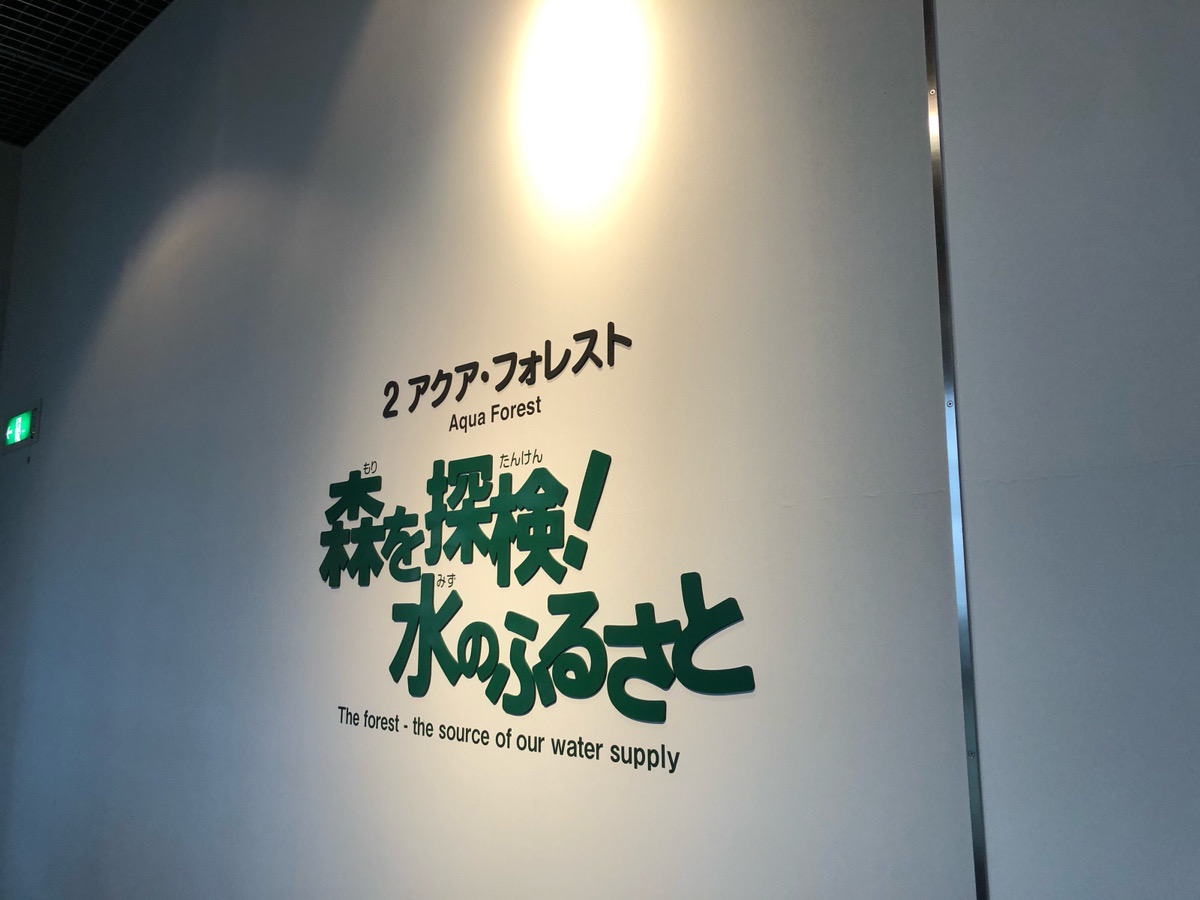 2 アクア・フォレスト
Aqua Forest
もり たんけん
森を探検!
みず
水のふるさと
The forest - the source of our water supply